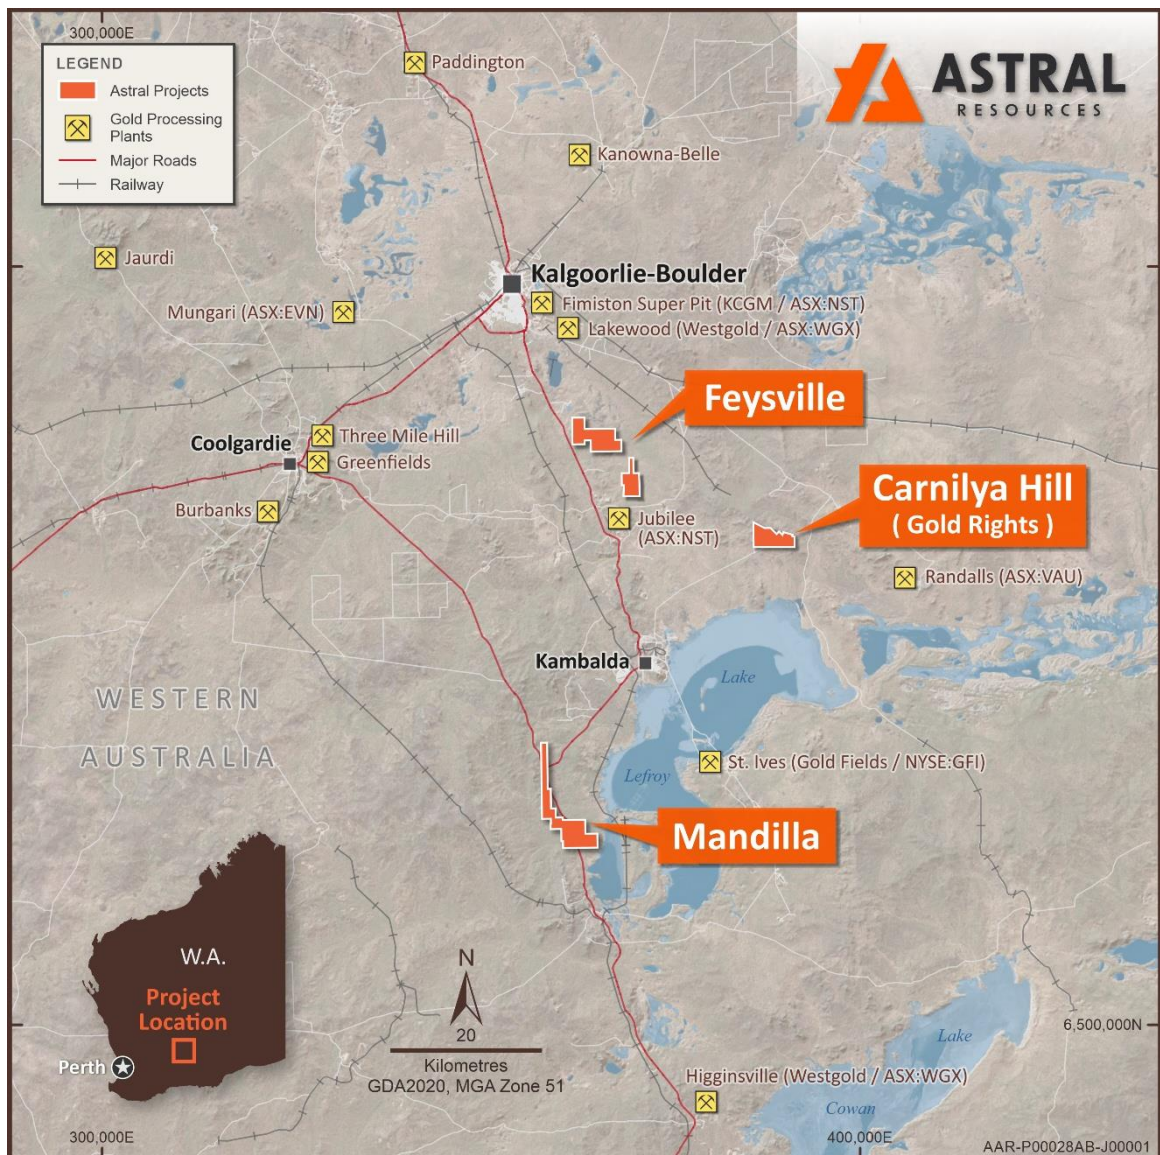 300,000E
LEGEND
Astral Projects
Gold Processing
Plants
Major Roads
Railway
ASTRAL
RESOURCES
Paddington
Kanowna-Belle
Jaurdi
Kalgoorlie-Boulder
Mungari (ASX:EVN)
Fimiston Super Pit (KCGM / ASX:NST)
Lakewood (Westgold / ASX:WGX)
Feysville
Coolgardie
Three Mile Hill
Greenfields
Burbanks
Jubilee
(ASX:NST)
Carnilya Hill
( Gold Rights )
Randalls (ASX:VAU)
Kambalda
Lake
Lefroy
WESTERN
AUSTRALIA
St. Ives (Gold Fields / NYSE:GFI)
Mandilla
W.A.
Project
Location
Perth
N
20
Kilometres
GDA2020, MGA Zone 51
6,500,000N
Lake
Cowan
Higginsville (Westgold / ASX:WGX)
300,000E
400,000E
AAR-P00028AB-J00001